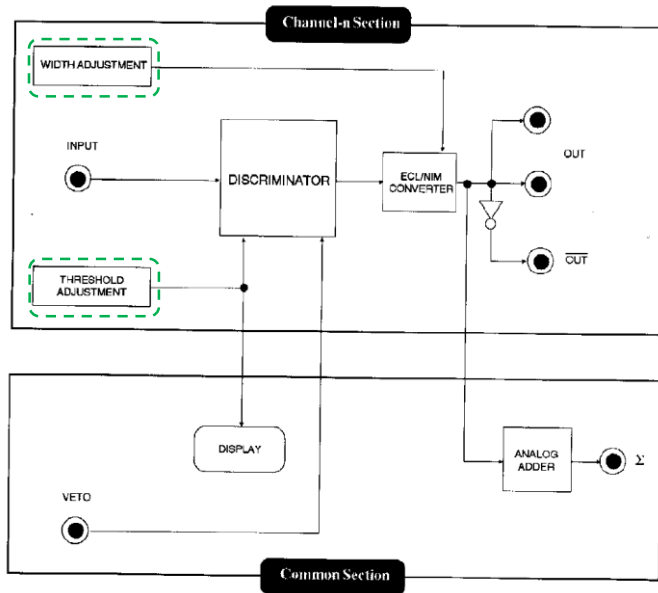 Channel-n Section
WIDTH ADJUSTMENT
INPUT
DISCRIMINATOR
ECL/NIM
CONVERTER
OUT
OUT
THRESHOLD
ADJUSTMENT
DISPLAY
ANALOG
ADDER
Σ
VETO
Common Section